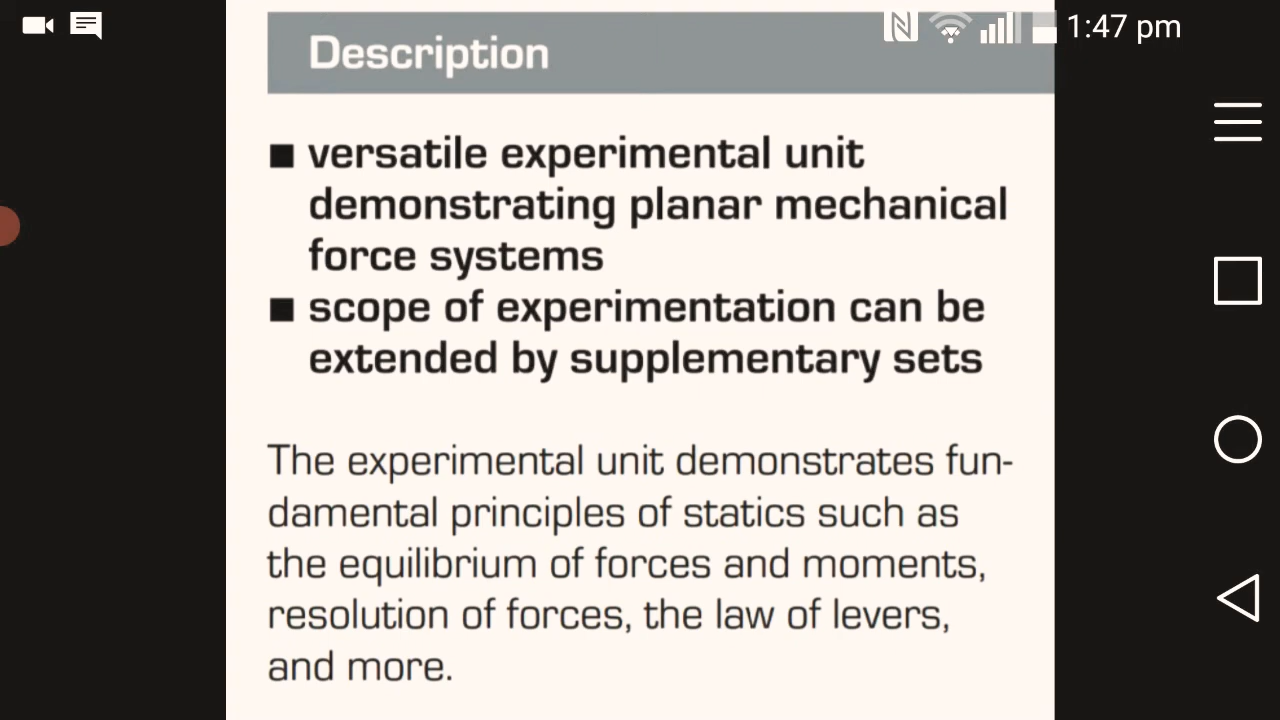 1:47 pm
Description
■ versatile experimental unit
demonstrating planar mechanical
force systems
■ scope of experimentation can be
extended by supplementary sets
The experimental unit demonstrates fun-
damental principles of statics such as
the equilibrium of forces and moments,
resolution of forces, the law of levers,
and more.